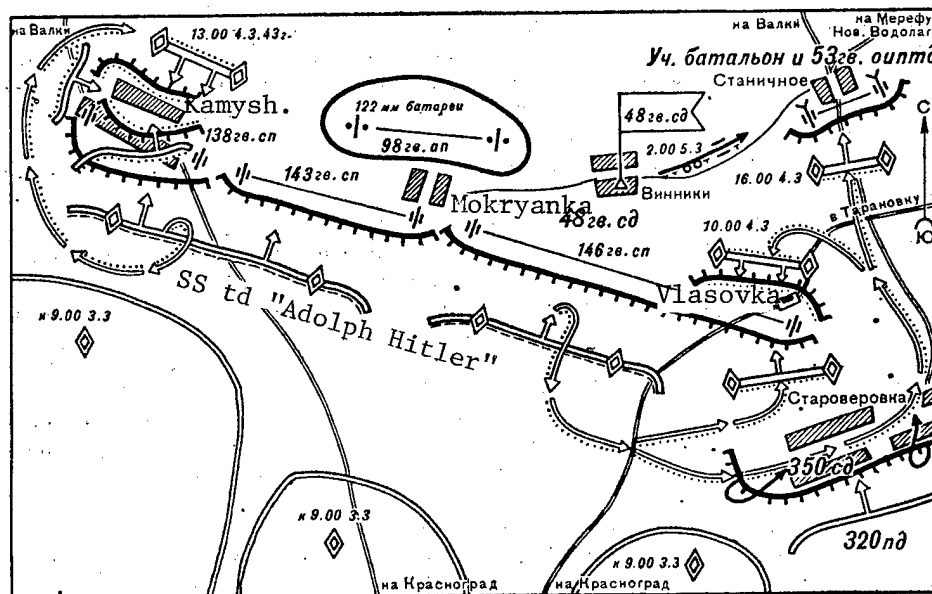 на Валки
13.00 4.3.43г.
на Валки
на Мерефу
Нов. Водолаг
Уч. батальон и 53гв. оиптд
Станичное
Kamysh.
122 мм батареи
98гв. ап
48гв.сд
С
138гв.сп
2.00 5.3
143гв.сп
Винники
16.00 4.3
Mokryanka
48гв.сд
в Тарановку
10.00 4.3
Ю
146гв.сп
SS td "Adolph Hitler"
Vlasovka
к 9.00 3.3
Староверовка
350сд
к 9.00 3.3
320пд
к 9.00 3.3
на Красноград
на Красноград